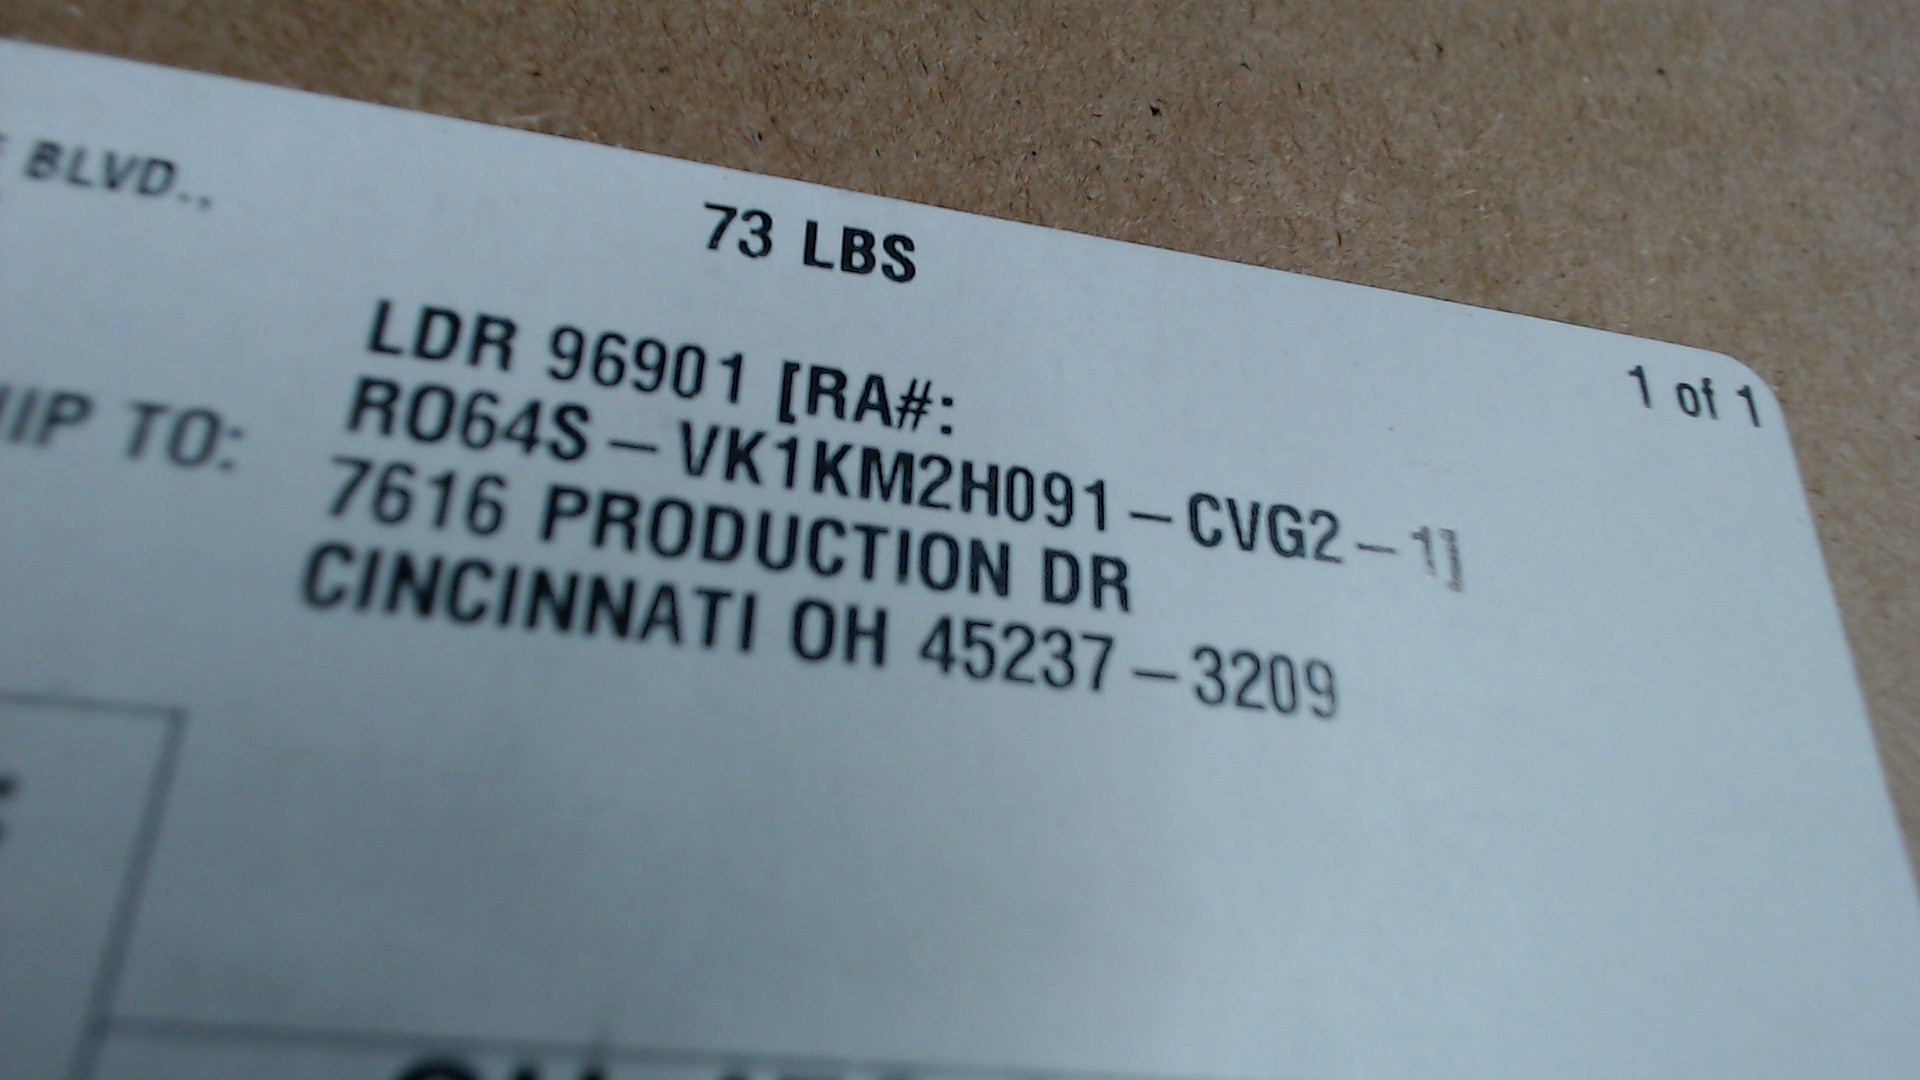 BLVD.,
73 LBS
1 of 1
LDR 96901 [RA#:
RO64S-VK1KM2H091-CVG2-1]
SHIP TO:
7616 PRODUCTION DR
CINCINNATI OH 45237-3209